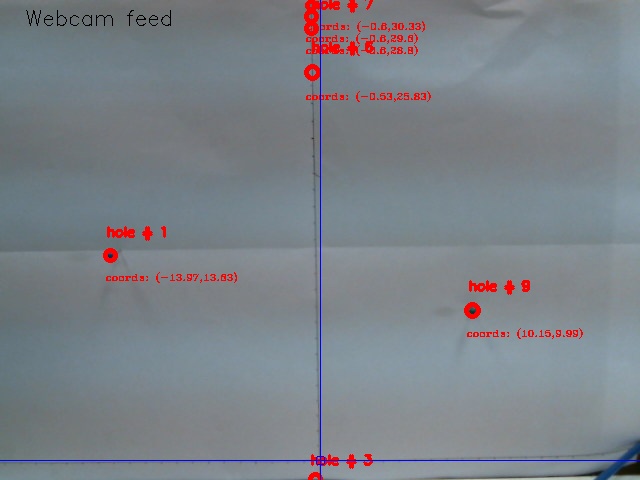 hole # 7
Webcam feed
coords: (-0.6,30.33)
coords: (-0.6,29.6)
coords: (-0.6,28.8)
coords: (-0.53,25.83)
hole # 1
coords: (-13.97,13.63)
hole # 9
coords: (10.15,9.99)
hole # 3